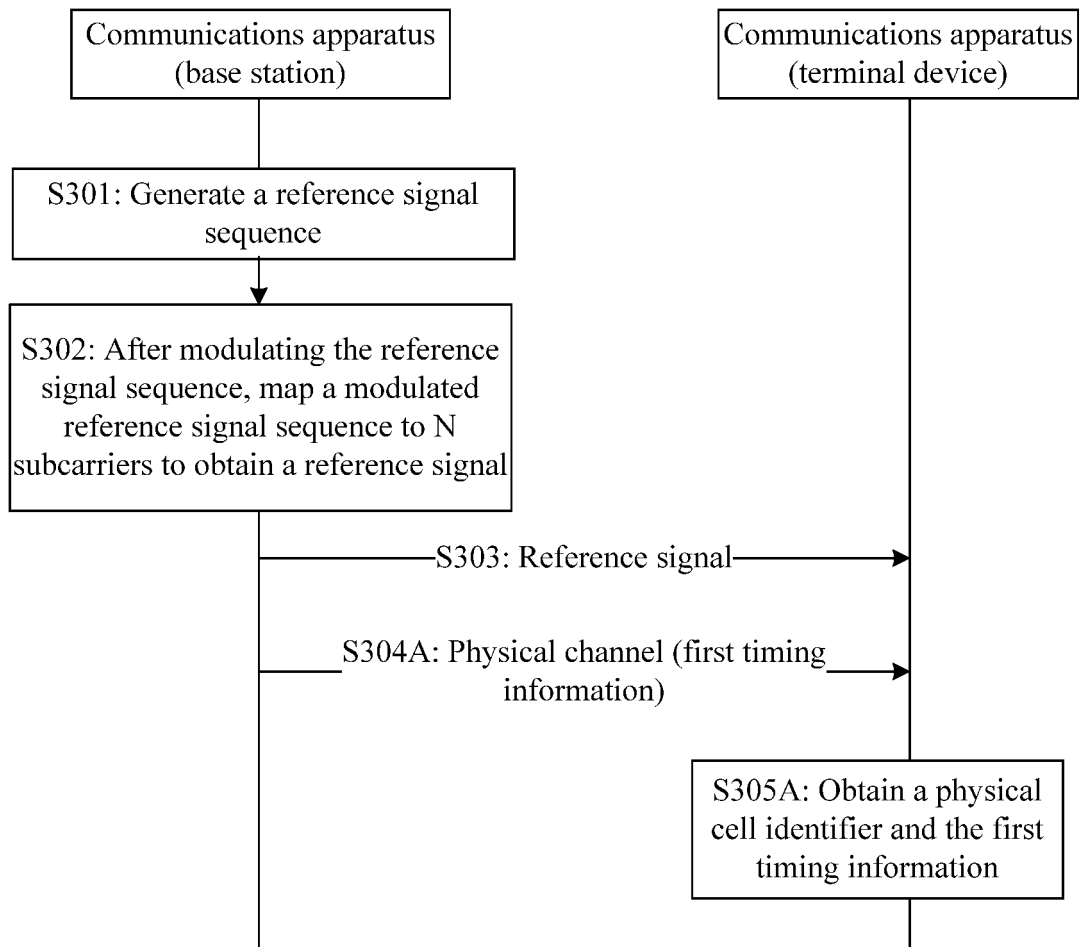 Communications apparatus
(base station)
Communications apparatus
(terminal device)
S301: Generate a reference signal
sequence
S302: After modulating the reference
signal sequence, map a modulated
reference signal sequence to N
subcarriers to obtain a reference signal
S303: Reference signal
S304A: Physical channel (first timing
information)
S305A: Obtain a physical
cell identifier and the first
timing information